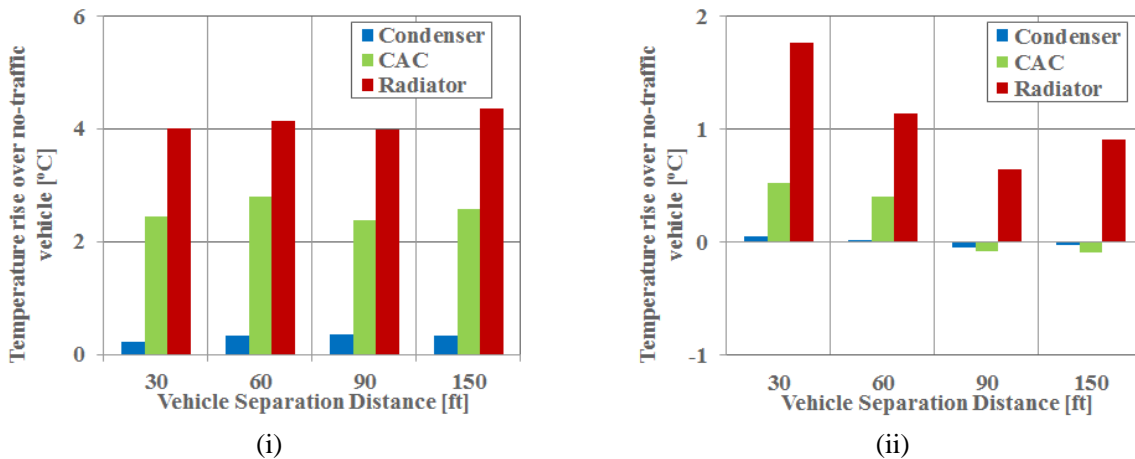 6
4
2
0
Temperature rise over no-traffic
vehicle [ºC]
Condenser
CAC
Radiator
30 60 90 150
Vehicle Separation Distance [ft]
(i)
2
1
0
-1
Temperature rise over no-traffic
vehicle [ºC]
Condenser
CAC
Radiator
30 60 90 150
Vehicle Separation Distance [ft]
(ii)